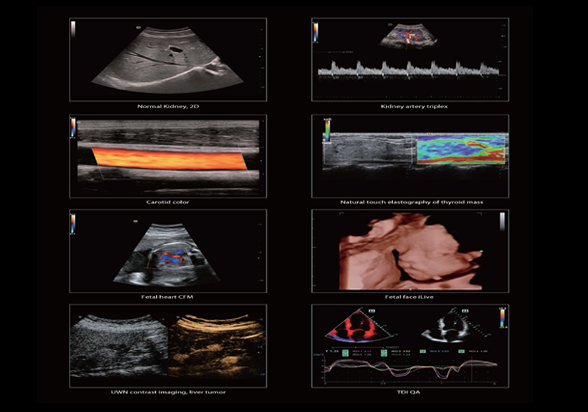 Normal Kidney, 2D
Kidney artery triplex
Carotid color
Natural touch elastography of thyroid mass
Fetal heart CFM
Fetal face iLive
UWN contrast imaging, liver tumor
TDI QA